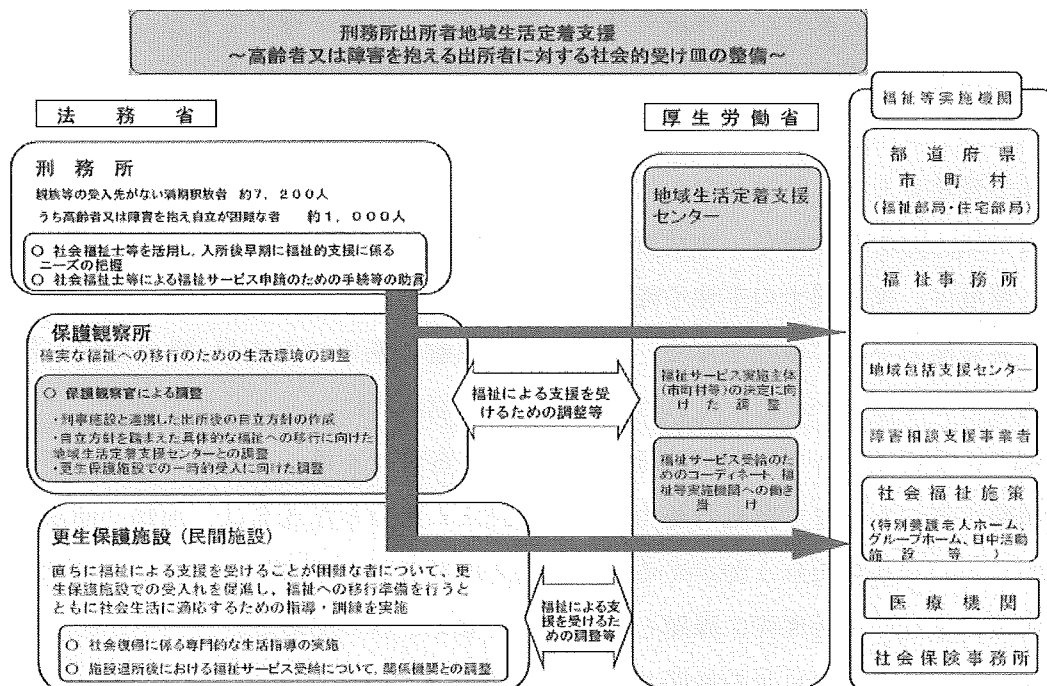 刑務所出所者地域生活定着支援
～高齢者又は障害を抱える出所者に対する社会的受け皿の整備～
法務省
刑務所
親族等の受入先がない満期釈放者 約7,200人
うち高齢者又は障害を抱え自立が困難な者 約1,000人
○ 社会福祉士等を活用し,入所後早期に福祉的支援に係る
ニーズの把握
○ 社会福祉士等による福祉サービス申請のための手続等の助言
保護観察所
確実な福祉への移行のための生活環境の調整
○ 保護観察官による調整
・刑事施設と連携した出所後の自立方針の作成
・自立方針を踏まえた具体的な福祉への移行に向けた
地域生活定着支援センターとの調整
・更生保護施設での一時的受入に向けた調整
更生保護施設（民間施設）
直ちに福祉による支援を受けることが困難な者について、更
生保護施設での受入れを促進し、福祉への移行準備を行うと
ともに社会生活に適応するための指導・訓練を実施
○ 社会復帰に係る専門的な生活指導の実施
○ 施設退所後における福祉サービス受給について,関係機関との調整
福祉による支援を受
けるための調整等
福祉による支
援を受けるた
めの調整等
厚生労働省
地域生活定着支援
センター
福祉サービス実施主体
(市町村等)の決定に向
けた調整
福祉サービス受給のた
めのコーディネート、福
祉等実施機関への働き
掛け
福祉等実施機関
都道府県
市町村
(福祉部局・住宅部局)
福祉事務所
地域包括支援センター
障害相談支援事業者
社会福祉施策
(特別養護老人ホーム、
グループホーム、日中活動
施設等)
医療機関
社会保険事務所